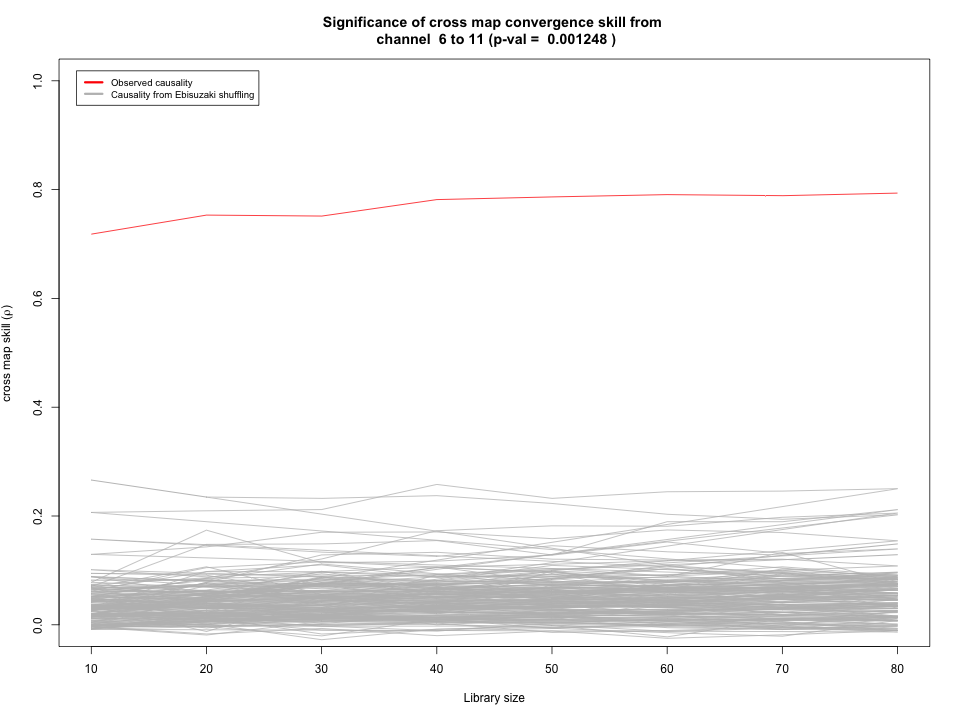 Significance of cross map convergence skill from
channel  6 to 11 (p-val =  0.001248 )
Observed causality
Causality from Ebisuzaki shuffling
cross map skill (ρ)
1.0
0.8
0.6
0.4
0.2
0.0
10 20 30 40 50 60 70 80
Library size